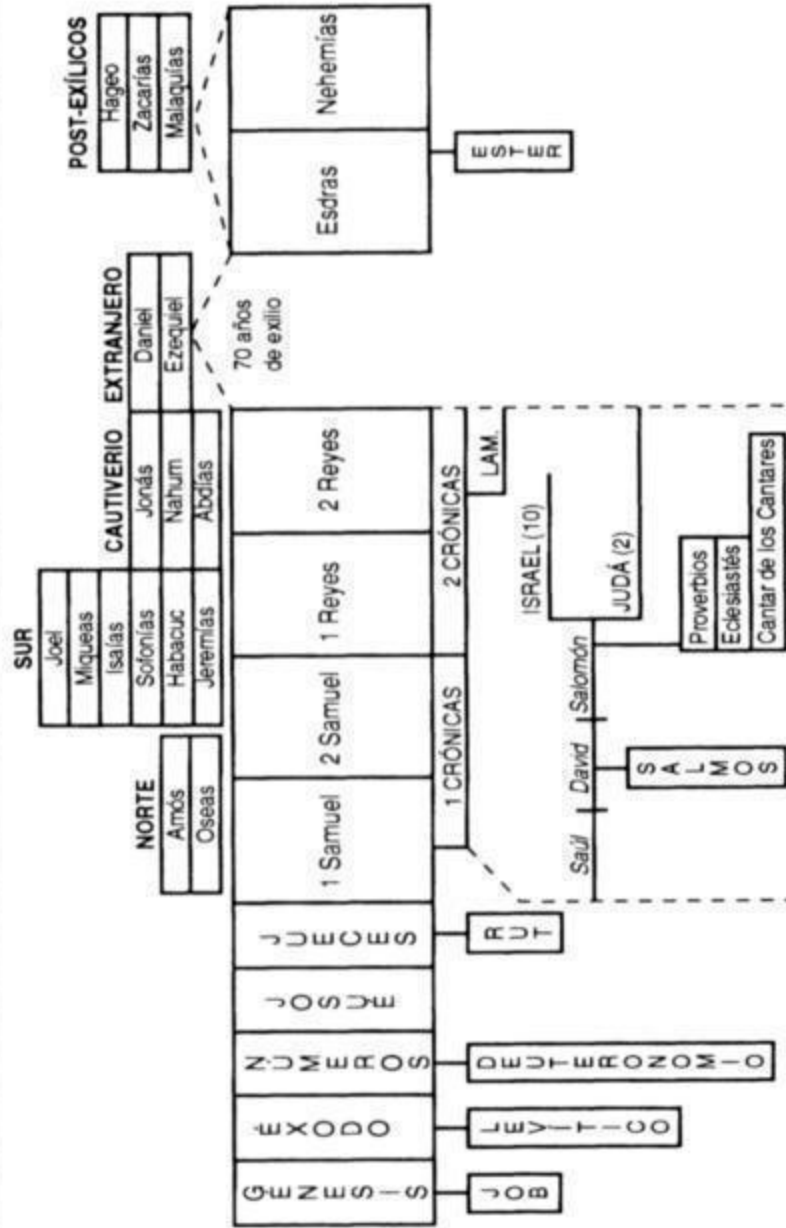 NORTE
Amós
Oseas
SUR
Joel
Miqueas
Isaías
Sofonías
Habacuc
Jeremías
CAUTIVERIO
Jonás
Nahum
Abdías
EXTRANJERO
Daniel
Ezequiel
POST-EXÍLICOS
Hageo
Zacarías
Malaquías
GÉNESIS
ÉXODO
NÚMEROS
JOSUÉ
JUECES
1 Samuel
2 Samuel
1 Reyes
2 Reyes
70 años
de exilio
Esdras
Nehemías
JOB
LEVITICO
DEUTERONOMIO
RUT
1 CRÓNICAS
2 CRÓNICAS
LAM.
ESTER
Saúl
David
Salomón
ISRAEL (10)
JUDÁ (2)
SALMOS
Proverbios
Eclesiastés
Cantar de los Cantares